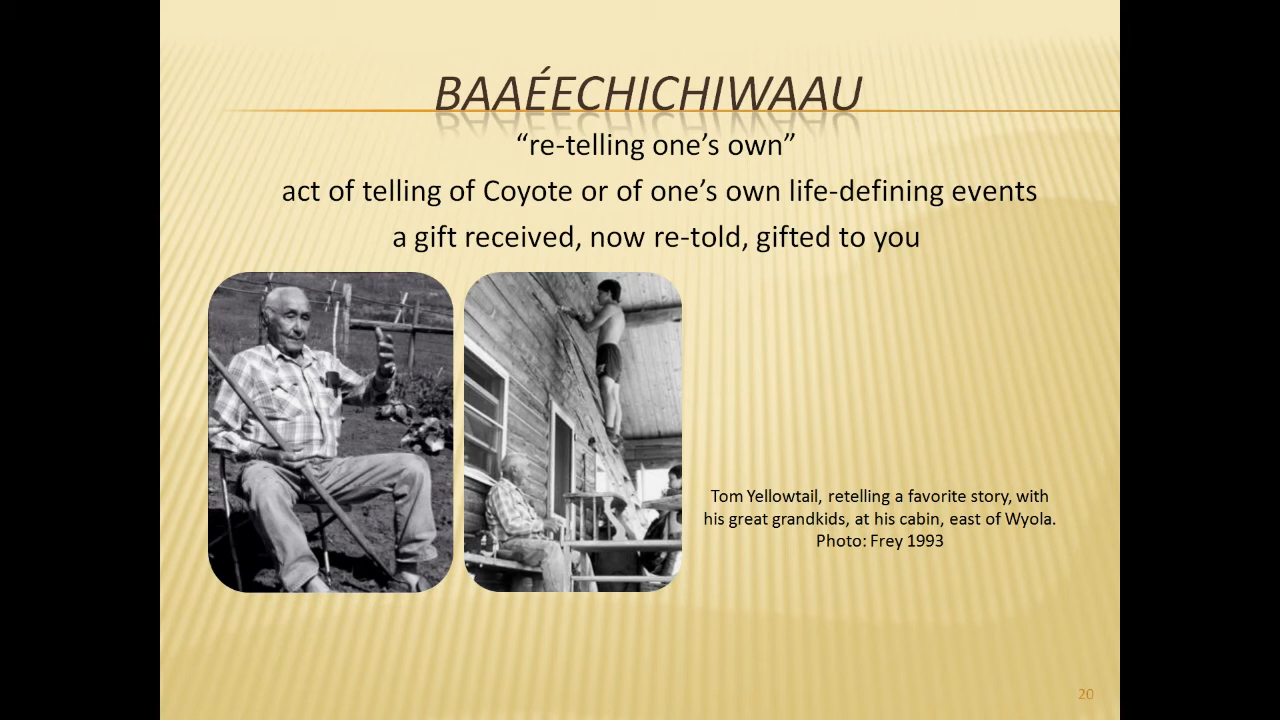 BAAÉECHICHIWAAU
“re-telling one’s own”
act of telling of Coyote or of one’s own life-defining events
a gift received, now re-told, gifted to you
Tom Yellowtail, retelling a favorite story, with
his great grandkids, at his cabin, east of Wyola.
Photo: Frey 1993
20